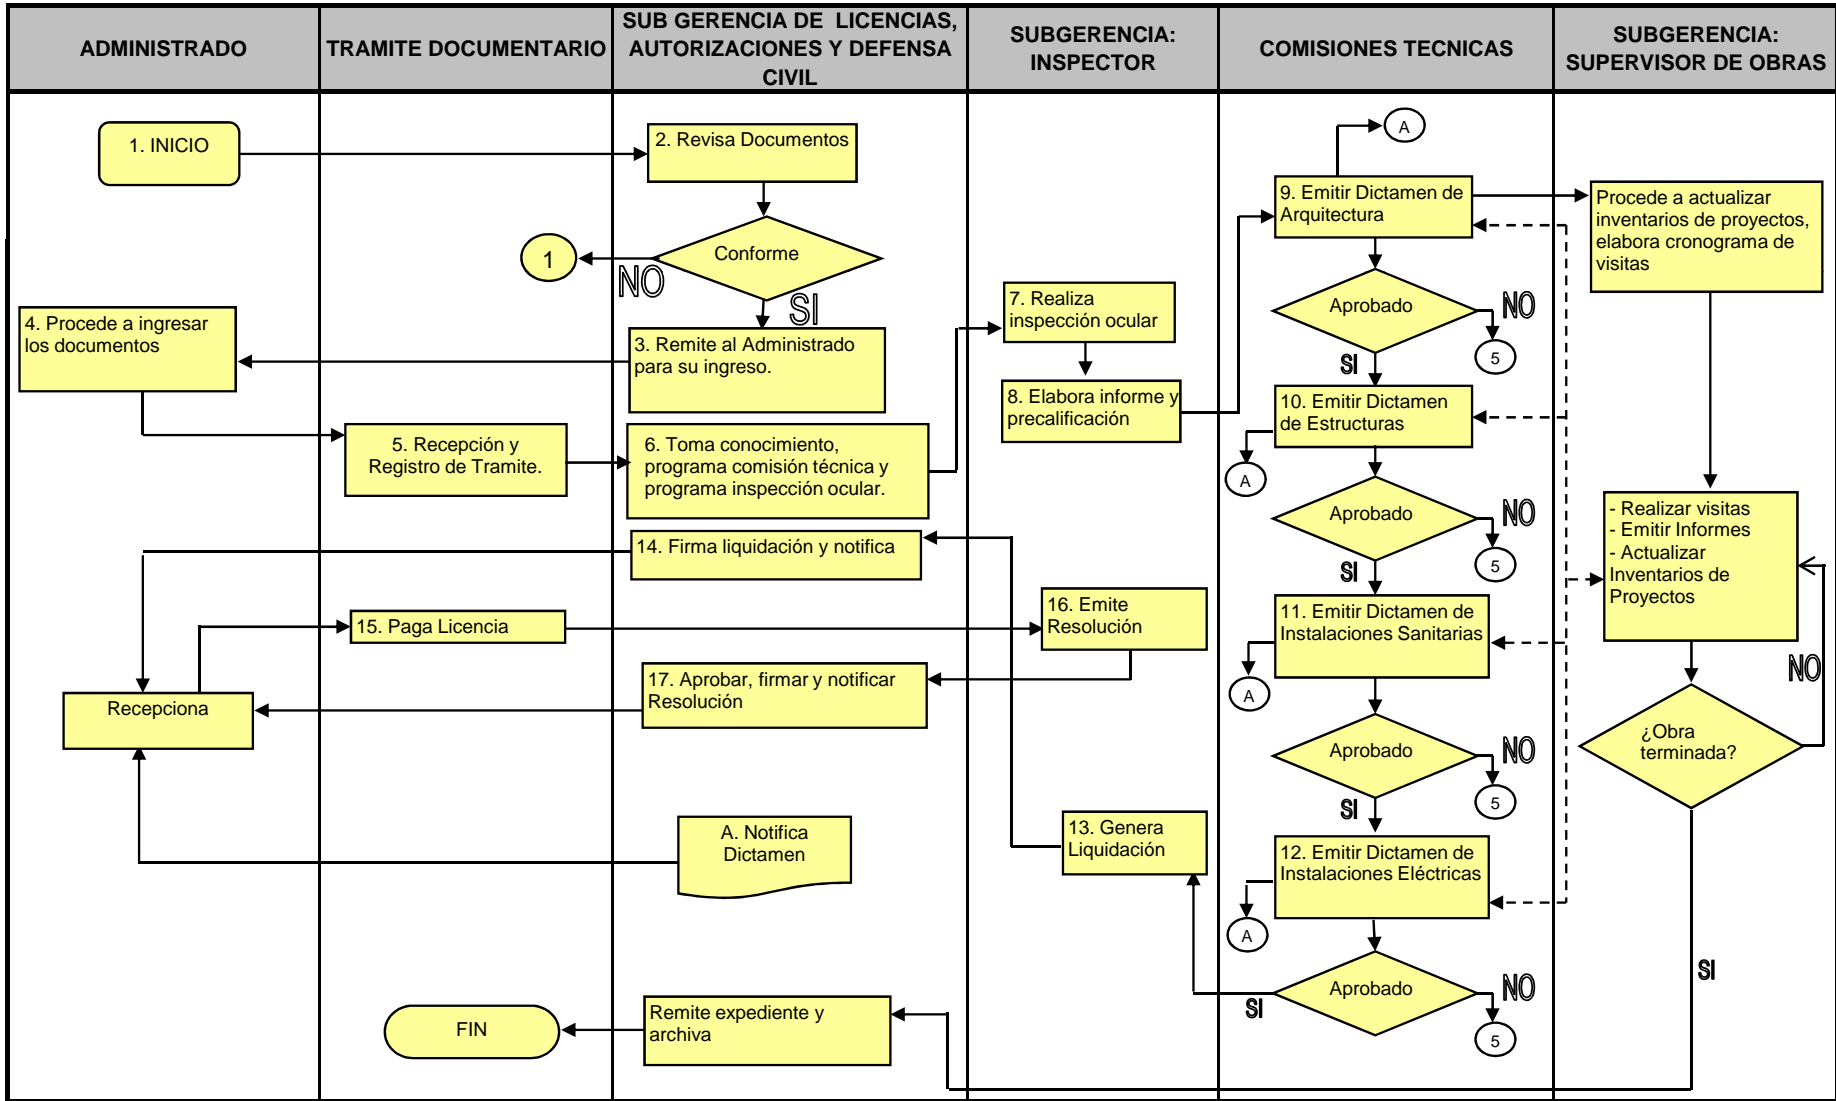 ADMINISTRADO
TRAMITE DOCUMENTARIO
SUB GERENCIA DE LICENCIAS,
AUTORIZACIONES Y DEFENSA
CIVIL
SUBGERENCIA:
INSPECTOR
COMISIONES TECNICAS
SUBGERENCIA:
SUPERVISOR DE OBRAS
1. INICIO
2. Revisa Documentos
Conforme
NO
1
SI
3. Remite al Administrado
para su ingreso.
4. Procede a ingresar
los documentos
5. Recepción y
Registro de Tramite.
6. Toma conocimiento,
programa comisión técnica y
programa inspección ocular.
7. Realiza
inspección ocular
8. Elabora informe y
precalificación
A
9. Emitir Dictamen de
Arquitectura
Aprobado
NO
5
SI
10. Emitir Dictamen
de Estructuras
A
Aprobado
NO
5
SI
11. Emitir Dictamen de
Instalaciones Sanitarias
A
Aprobado
NO
5
SI
12. Emitir Dictamen de
Instalaciones Eléctricas
A
Aprobado
NO
5
SI
13. Genera
Liquidación
14. Firma liquidación y notifica
15. Paga Licencia
16. Emite
Resolución
17. Aprobar, firmar y notificar
Resolución
Recepciona
A. Notifica
Dictamen
Procede a actualizar
inventarios de proyectos,
elabora cronograma de
visitas
- Realizar visitas
- Emitir Informes
- Actualizar
Inventarios de
Proyectos
NO
¿Obra
terminada?
SI
Remite expediente y
archiva
FIN